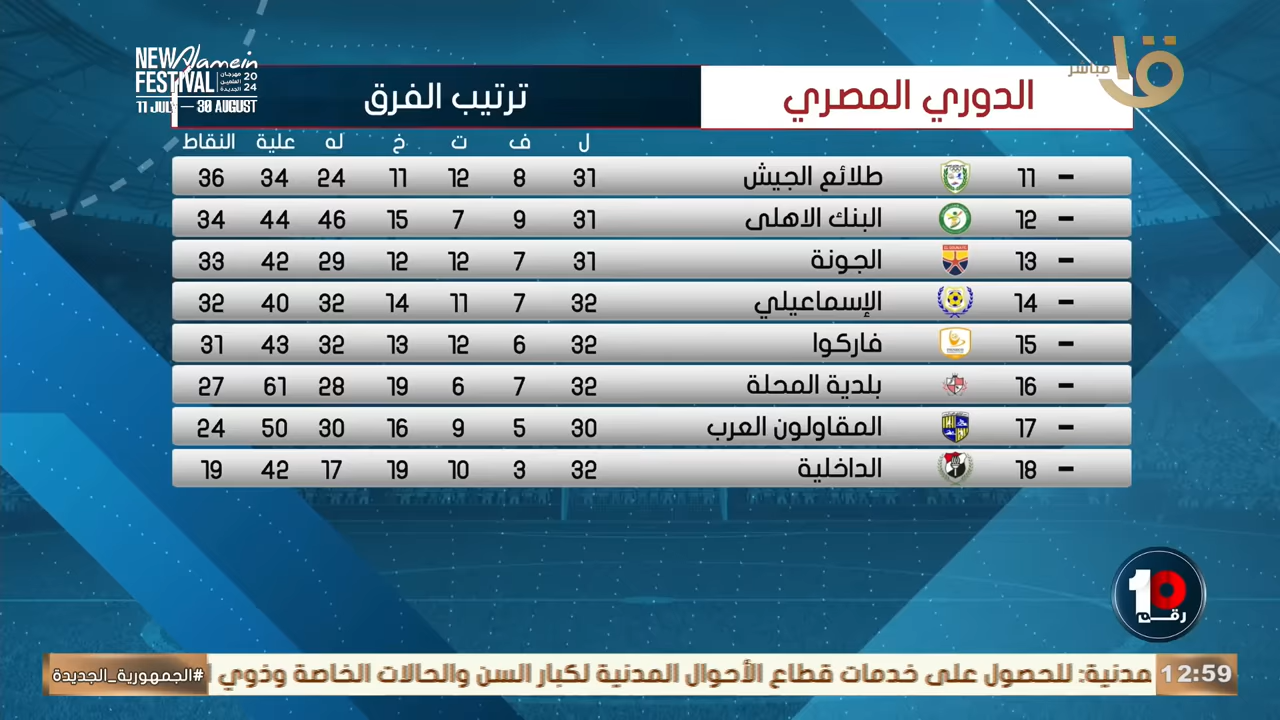 NEW Alamein
FESTIVAL مهرجان العلمين الجديدة 2024
11 JULY — 30 AUGUST
مباشر
الدوري المصري
ترتيب الفرق
ل ف ت خ له علية النقاط
11 طلائع الجيش 31 8 12 11 24 34 36
12 البنك الاهلى 31 9 7 15 46 44 34
13 الجونة 31 7 12 12 29 42 33
14 الإسماعيلي 32 7 11 14 32 40 32
15 فاركوا 32 6 12 13 32 43 31
16 بلدية المحلة 32 7 6 19 28 61 27
17 المقاولون العرب 30 5 9 16 30 50 24
18 الداخلية 32 3 10 19 17 42 19
10
رقم
12:59 مدنية: للحصول على خدمات قطاع الأحوال المدنية لكبار السن والحالات الخاصة وذوي ا #الجمهورية_الجديدة